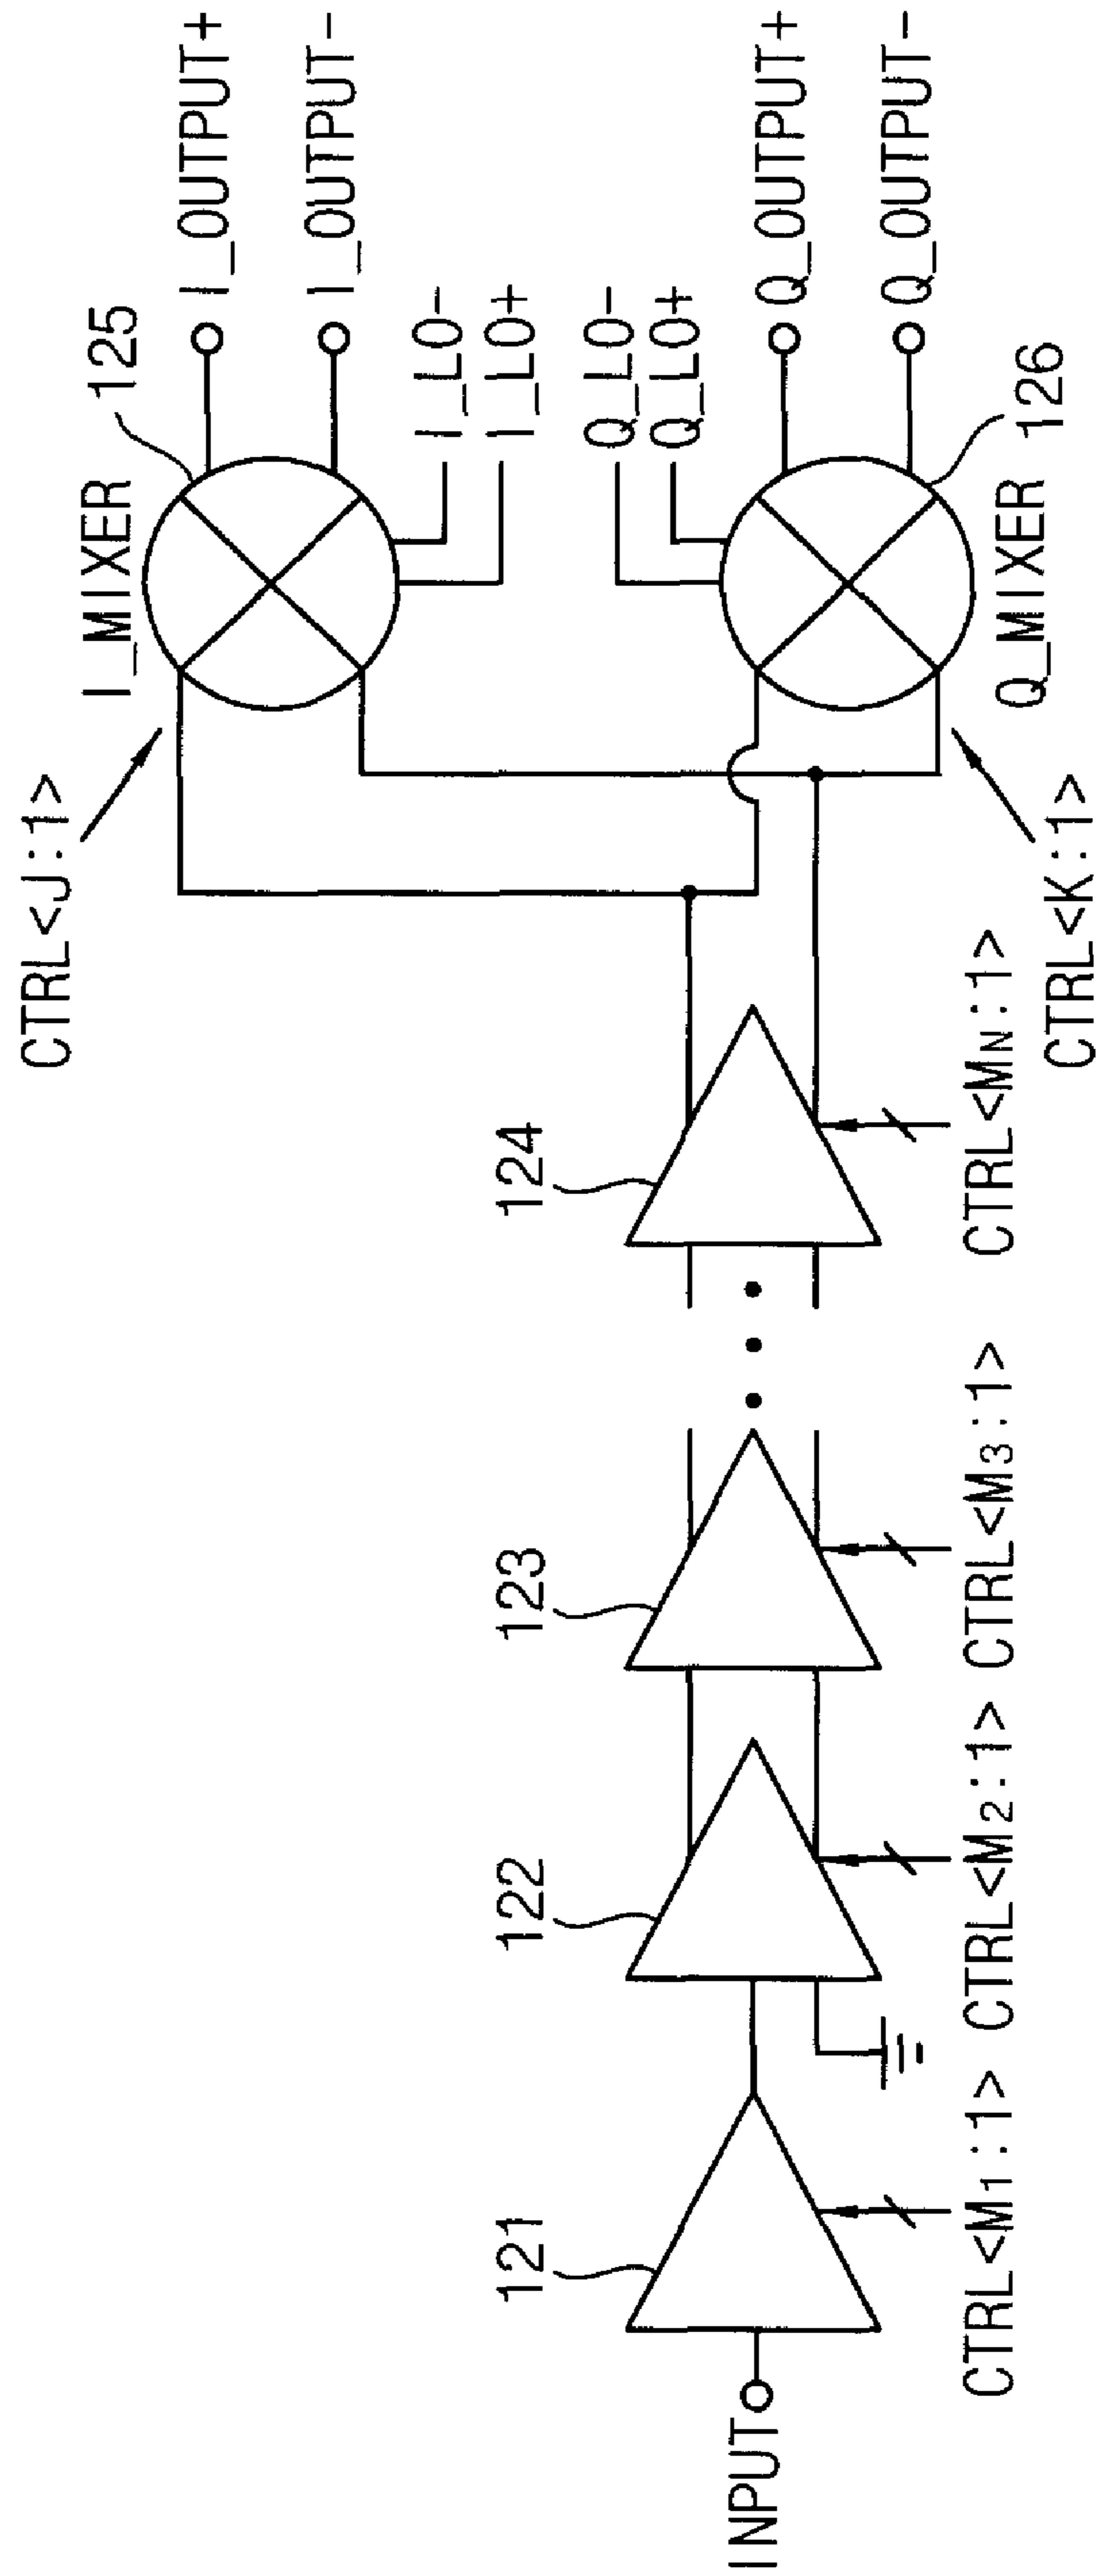 CTRL<J:1>
I_MIXER
125
I_OUTPUT+
I_OUTPUT-
I_LO-
I_LO+
Q_LO-
Q_LO+
Q_OUTPUT+
Q_OUTPUT-
126
Q_MIXER
CTRL<K:1>
121
122
123
124
INPUT
CTRL<M1:1>
CTRL<M2:1>
CTRL<M3:1>
CTRL<MN:1>